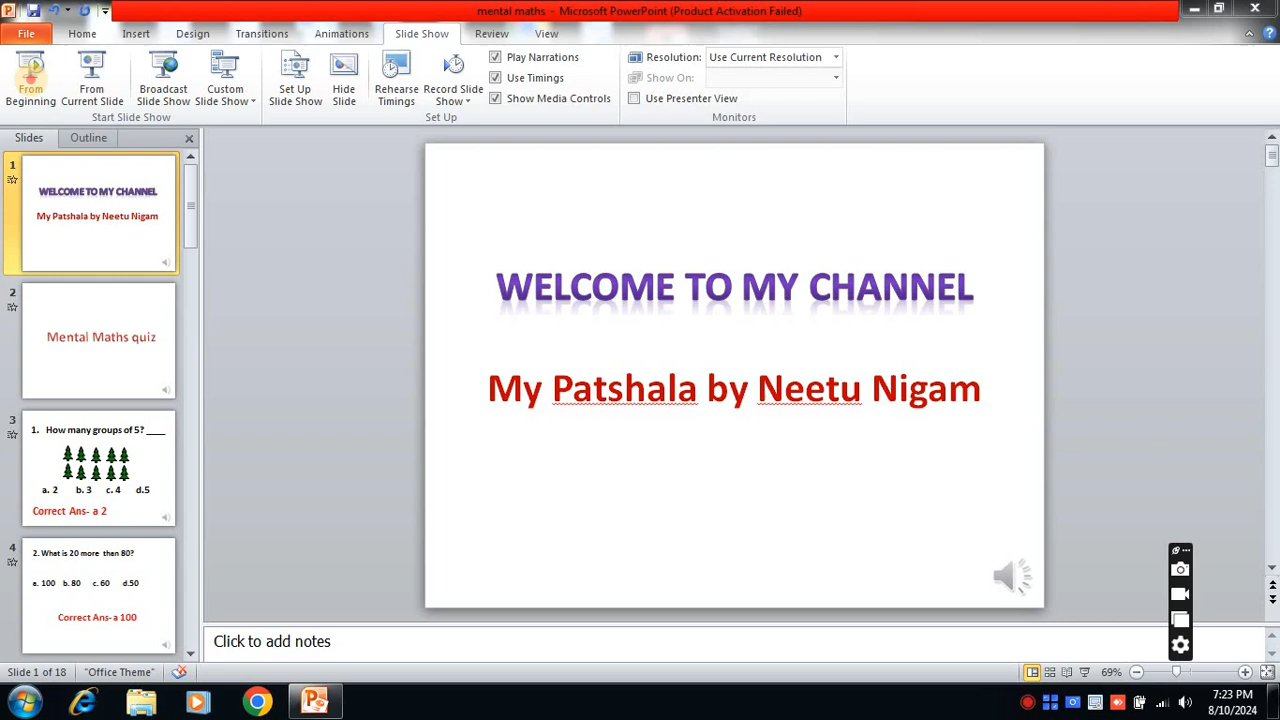 mental maths - Microsoft PowerPoint (Product Activation Failed)
File Home Insert Design Transitions Animations Slide Show Review View
From Beginning
From Current Slide
Broadcast Slide Show
Custom Slide Show
Start Slide Show
Set Up Slide Show
Hide Slide
Rehearse Timings
Record Slide Show
Play Narrations
Use Timings
Show Media Controls
Set Up
Resolution: Use Current Resolution
Show On:
Use Presenter View
Monitors
Slides Outline
1
WELCOME TO MY CHANNEL
My Patshala by Neetu Nigam
2
Mental Maths quiz
3
1. How many groups of 5? ____
a. 2 b. 3 c. 4 d.5
Correct Ans- a 2
4
2. What is 20 more than 80?
a. 100 b. 80 c. 60 d.50
Correct Ans- a 100
WELCOME TO MY CHANNEL
My Patshala by Neetu Nigam
Click to add notes
Slide 1 of 18 "Office Theme" 69%
7:23 PM
8/10/2024